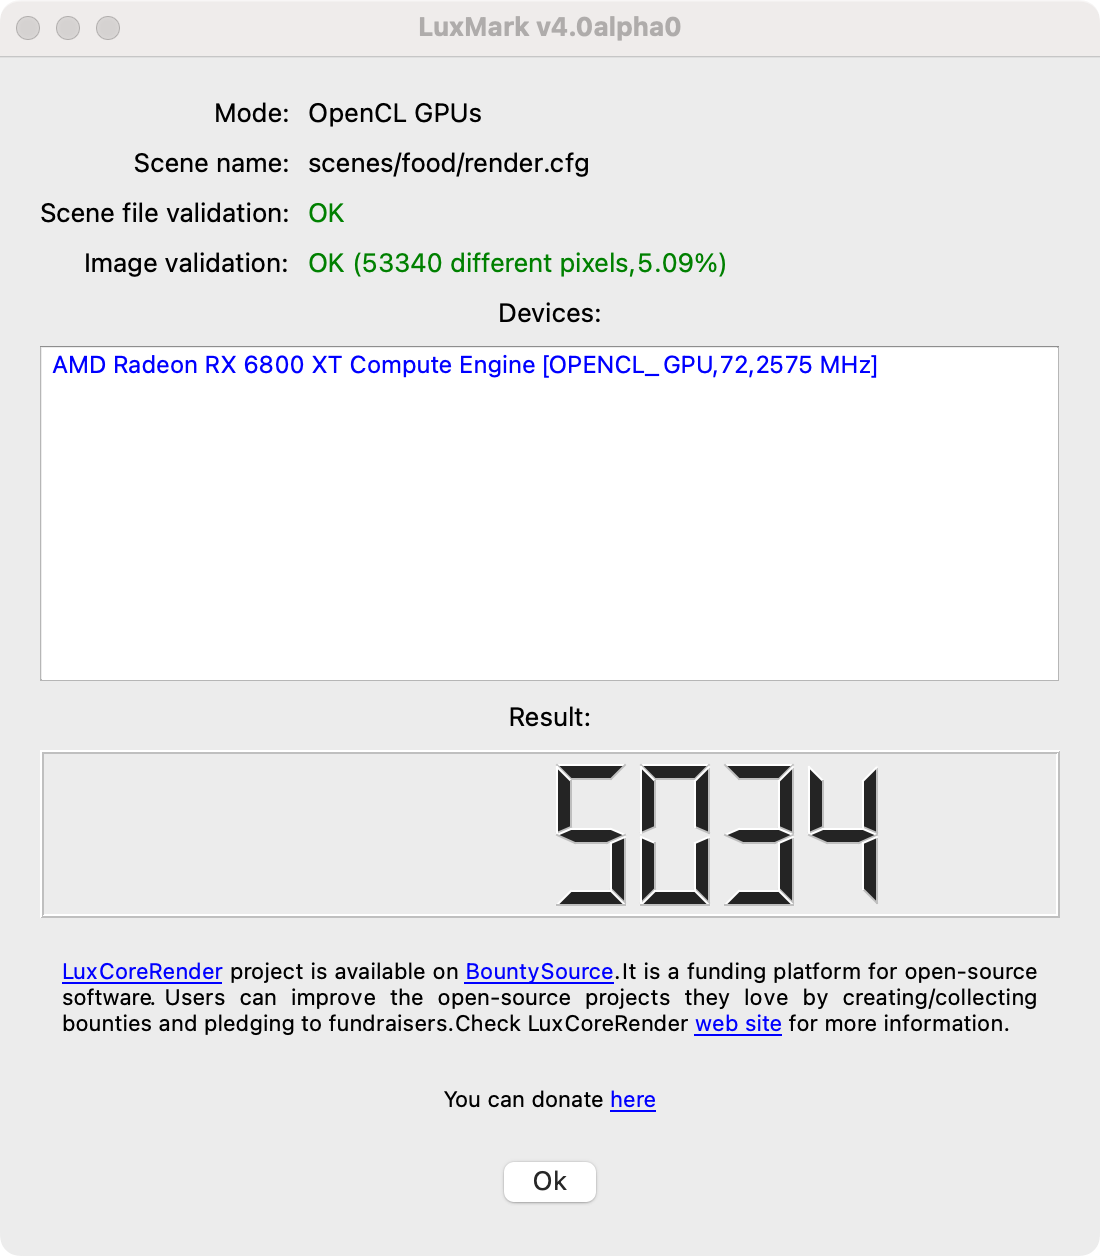 LuxMark v4.0alpha0
Mode: OpenCL GPUs
Scene name: scenes/food/render.cfg
Scene file validation: OK
Image validation: OK (53340 different pixels,5.09%)
Devices:
AMD Radeon RX 6800 XT Compute Engine [OPENCL_GPU,72,2575 MHz]
Result:
5034
LuxCoreRender project is available on BountySource.It is a funding platform for open-source
software. Users can improve the open-source projects they love by creating/collecting
bounties and pledging to fundraisers.Check LuxCoreRender web site for more information.
You can donate here
Ok